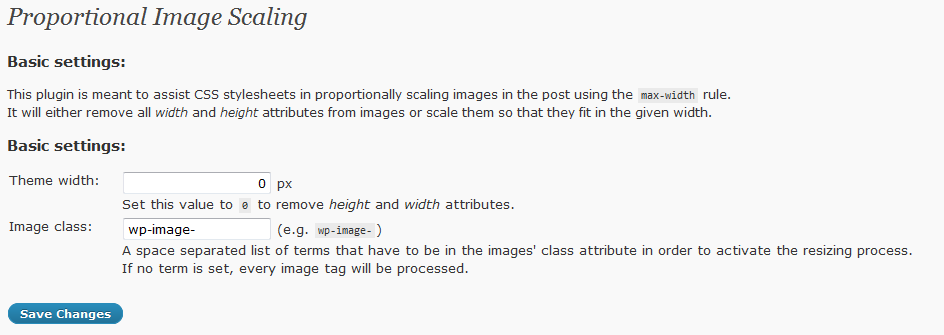 Proportional Image Scaling
Basic settings:
This plugin is meant to assist CSS stylesheets in proportionally scaling images in the post using the max-width rule.
It will either remove all width and height attributes from images or scale them so that they fit in the given width.
Basic settings:
Theme width: 0 px
Set this value to 0 to remove height and width attributes.
Image class: wp-image- (e.g. wp-image- )
A space separated list of terms that have to be in the images' class attribute in order to activate the resizing process.
If no term is set, every image tag will be processed.
Save Changes